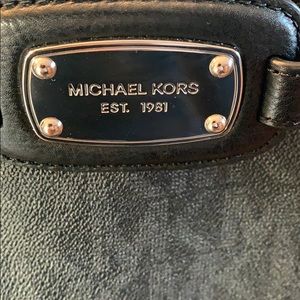 MICHAEL KORS
EST. 1981